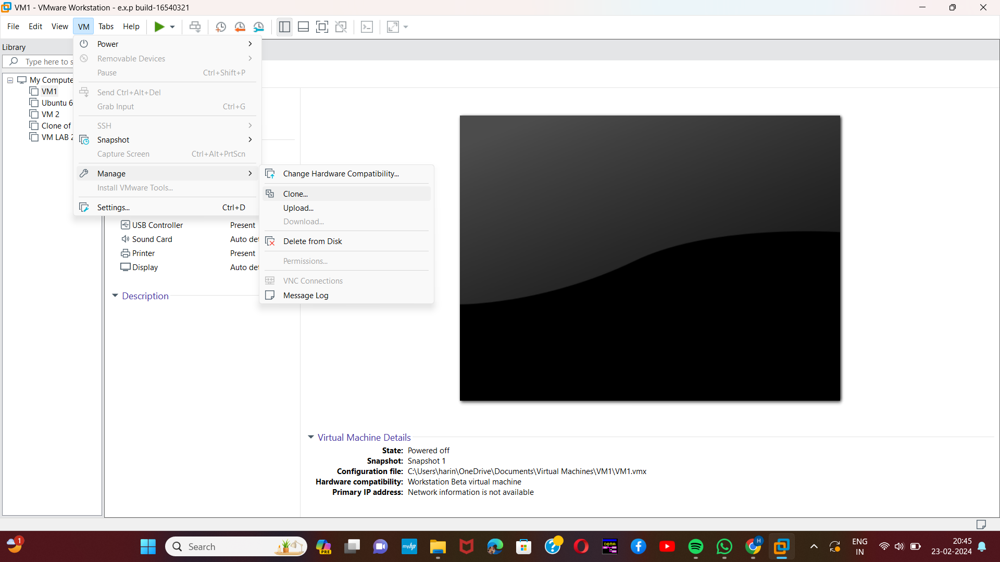 VM1 - VMware Workstation - e.x.p build-16540321
File Edit View VM Tabs Help
Library
Type here to s
My Compute
VM1
Ubuntu 6
VM 2
Clone of
VM LAB 2
Power
Removable Devices
Pause Ctrl+Shift+P
Send Ctrl+Alt+Del
Grab Input Ctrl+G
SSH
Snapshot
Capture Screen Ctrl+Alt+PrtScn
Manage
Install VMware Tools...
Settings... Ctrl+D
Change Hardware Compatibility...
Clone...
Upload...
Download...
Delete from Disk
Permissions...
VNC Connections
Message Log
USB Controller Present
Sound Card Auto det
Printer Present
Display Auto det
Description
Virtual Machine Details
State: Powered off
Snapshot: Snapshot 1
Configuration file: C:\Users\harin\OneDrive\Documents\Virtual Machines\VM1\VM1.vmx
Hardware compatibility: Workstation Beta virtual machine
Primary IP address: Network information is not available
1
Search
PRE
myhp
DATA
H
ENG
IN
20:45
23-02-2024